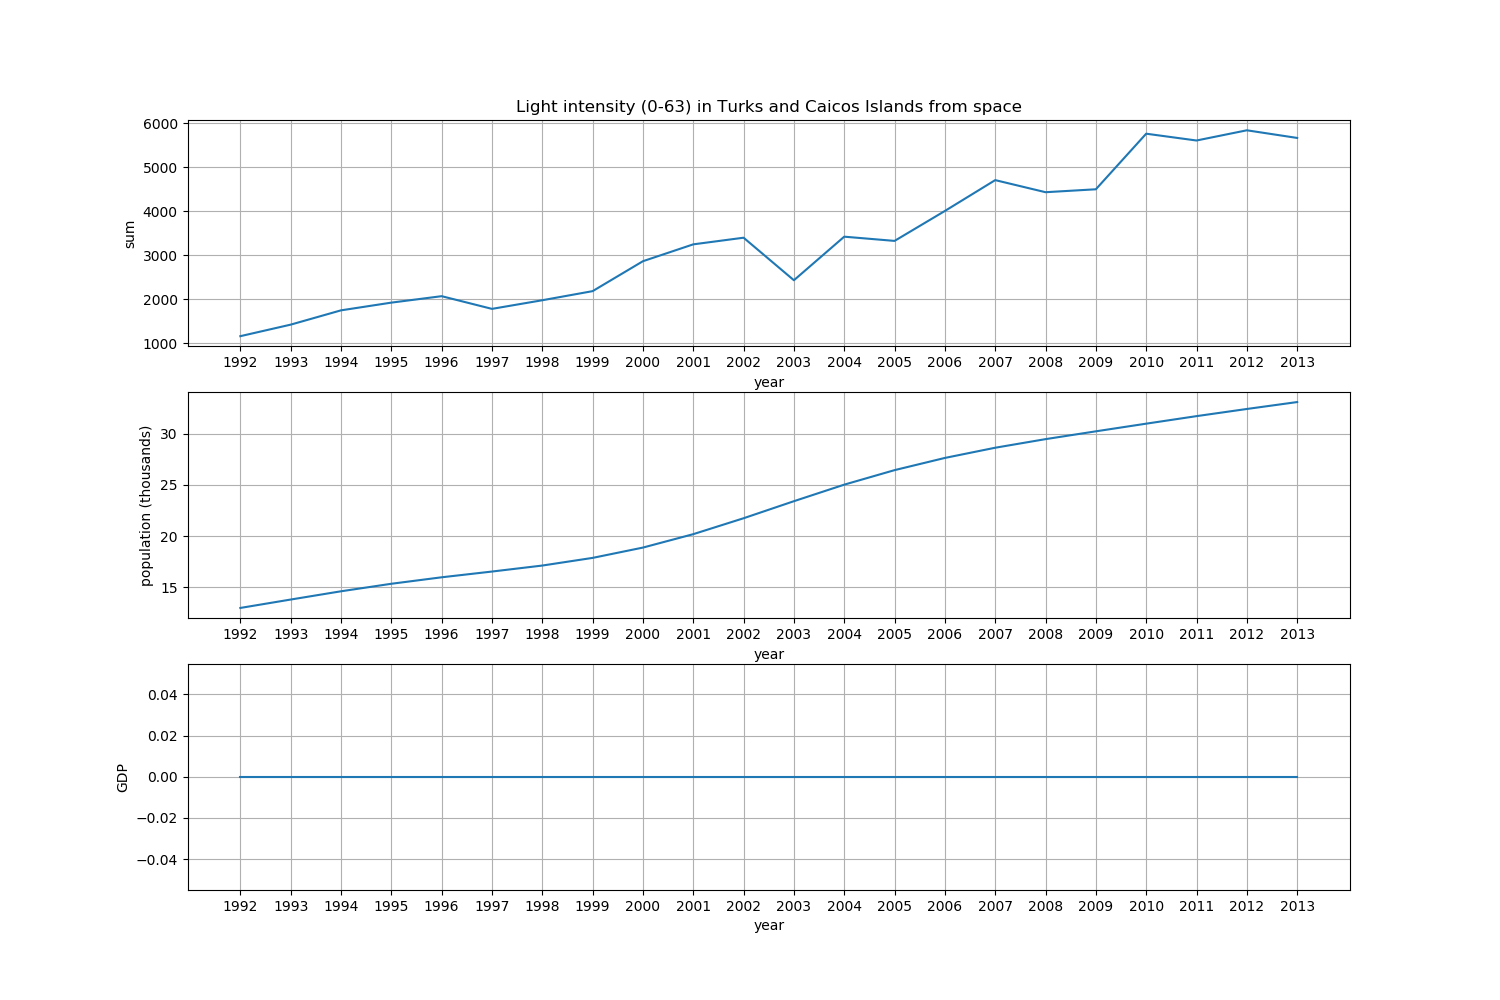 Light intensity (0-63) in Turks and Caicos Islands from space
6000
5000
4000
3000
2000
1000
sum
1992 1993 1994 1995 1996 1997 1998 1999 2000 2001 2002 2003 2004 2005 2006 2007 2008 2009 2010 2011 2012 2013
year
30
25
20
15
population (thousands)
1992 1993 1994 1995 1996 1997 1998 1999 2000 2001 2002 2003 2004 2005 2006 2007 2008 2009 2010 2011 2012 2013
year
0.04
0.02
0.00
−0.02
−0.04
GDP
1992 1993 1994 1995 1996 1997 1998 1999 2000 2001 2002 2003 2004 2005 2006 2007 2008 2009 2010 2011 2012 2013
year